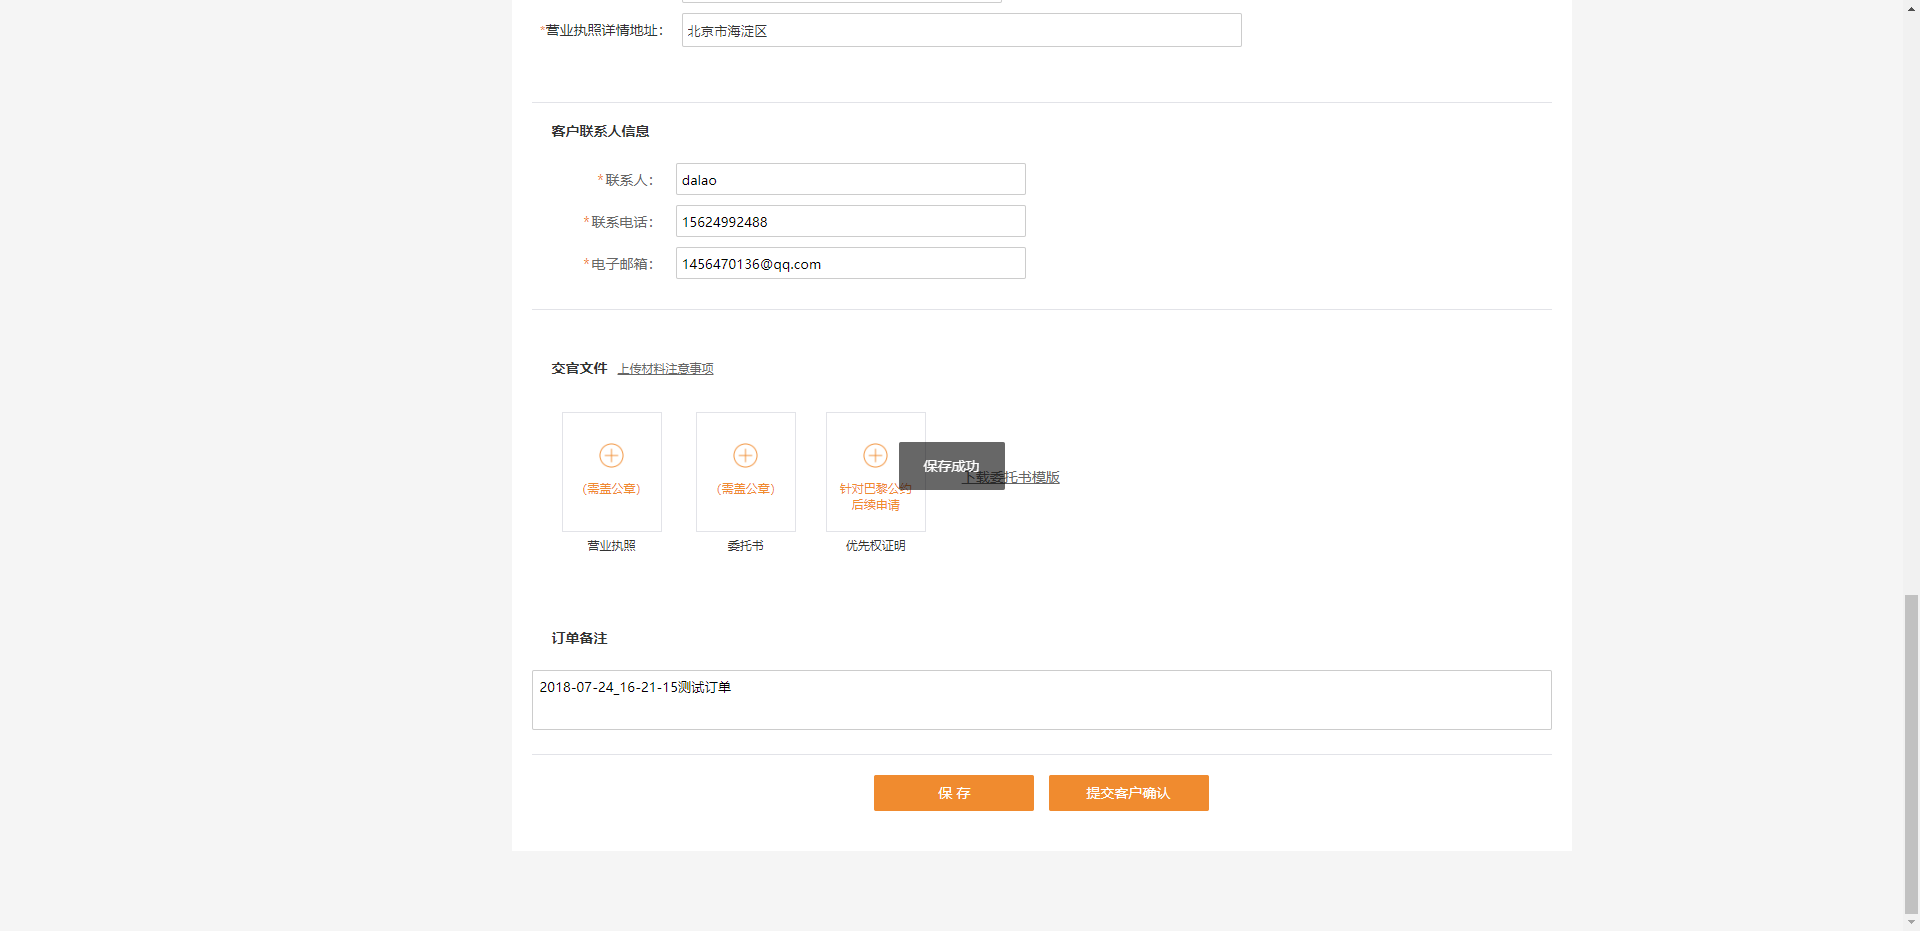 *营业执照详情地址： 北京市海淀区
客户联系人信息
*联系人： dalao
*联系电话： 15624992488
*电子邮箱： 1456470136@qq.com
交官文件 上传材料注意事项
(需盖公章) (需盖公章) 针对巴黎公约
后续申请
保存成功
下载委托书模版
营业执照 委托书 优先权证明
订单备注
2018-07-24_16-21-15测试订单
保 存 提交客户确认